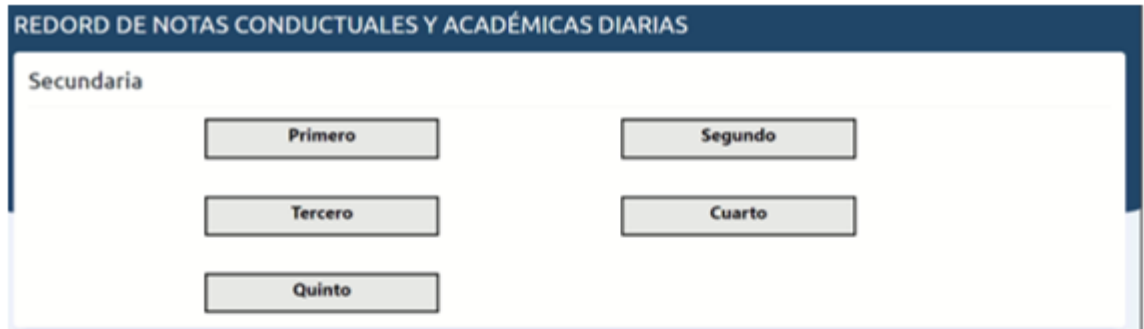 REDORD DE NOTAS CONDUCTUALES Y ACADÉMICAS DIARIAS
Secundaria
Primero
Segundo
Tercero
Cuarto
Quinto